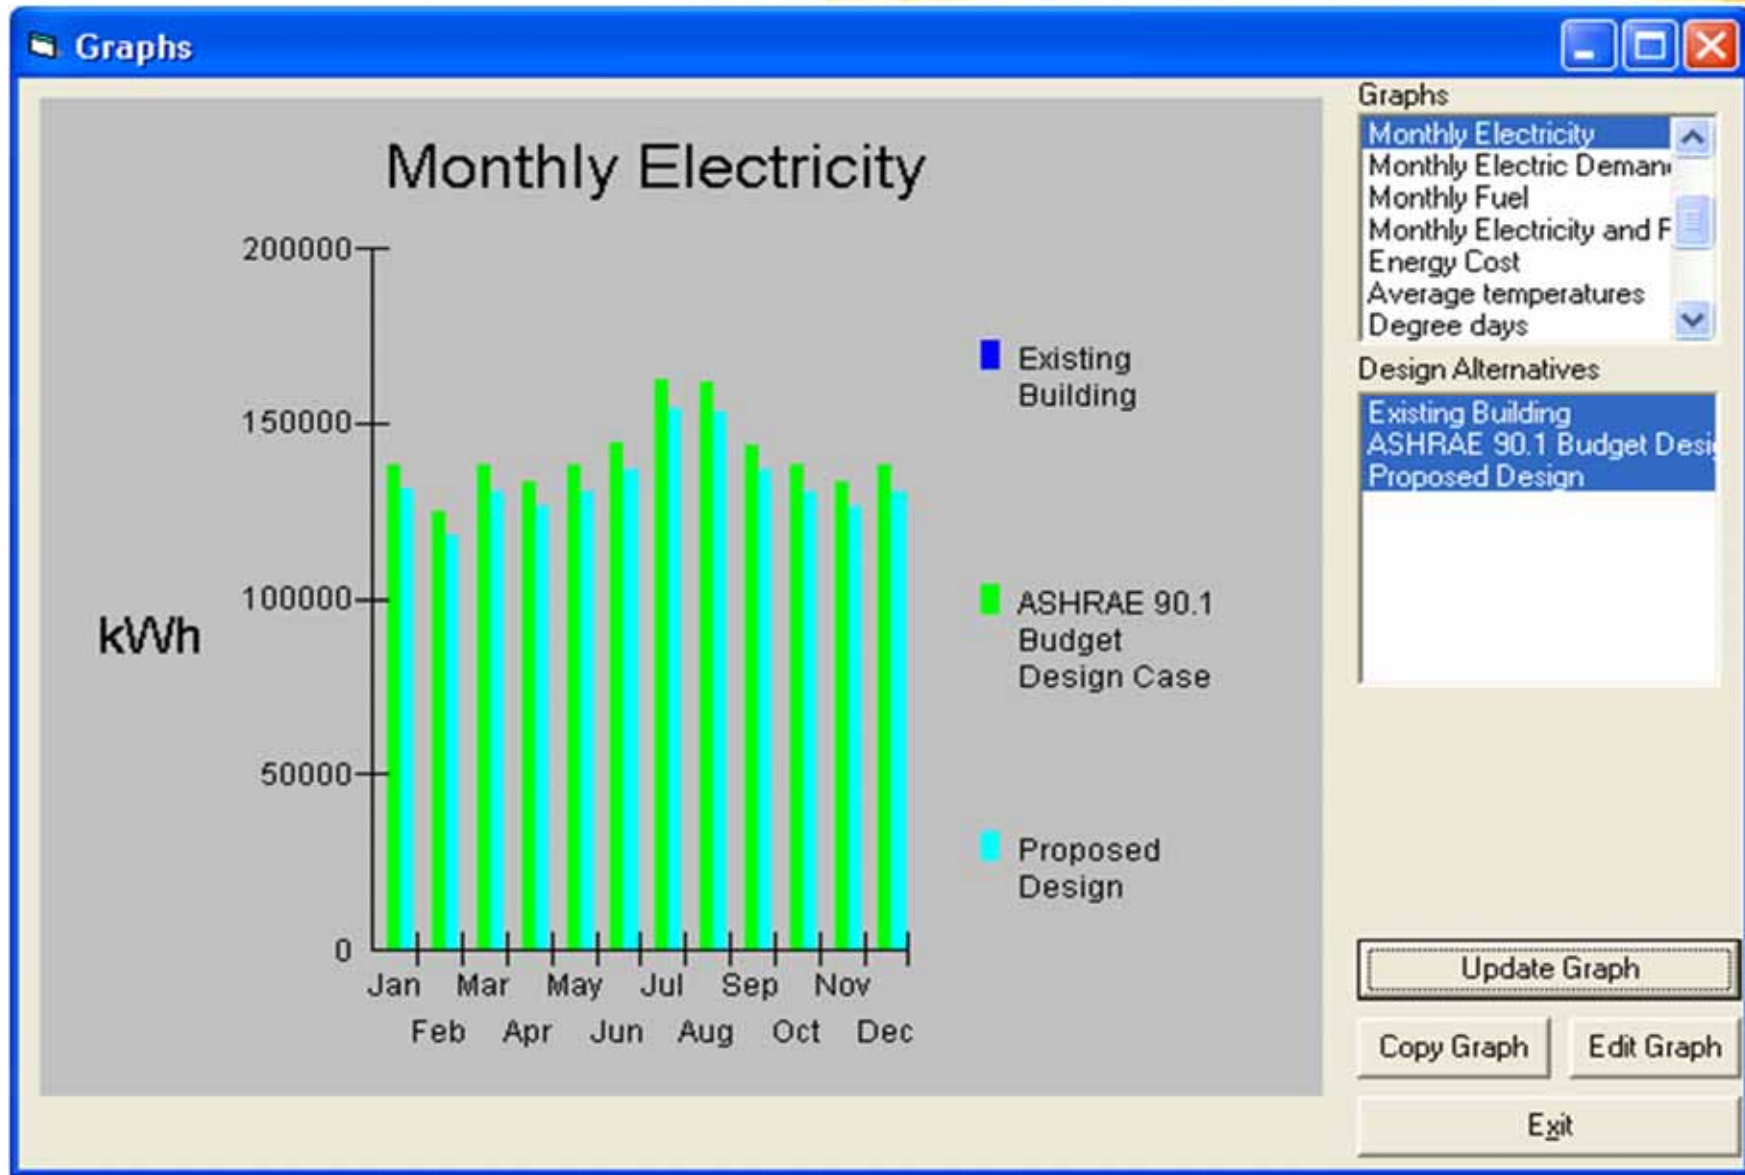 Graphs
Monthly Electricity
200000
150000
100000
50000
0
kWh
Jan Mar May Jul Sep Nov
Feb Apr Jun Aug Oct Dec
Existing
Building
ASHRAE 90.1
Budget
Design Case
Proposed
Design
Graphs
Monthly Electricity
Monthly Electric Deman
Monthly Fuel
Monthly Electricity and F
Energy Cost
Average temperatures
Degree days
Design Alternatives
Existing Building
ASHRAE 90.1 Budget Desi
Proposed Design
Update Graph
Copy Graph Edit Graph
Exit